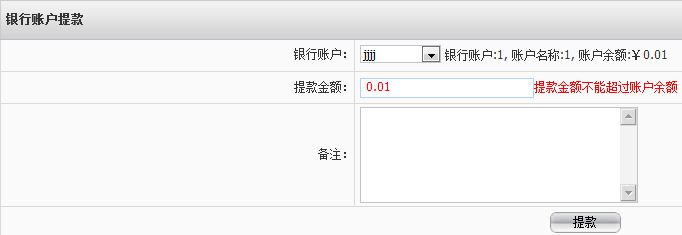 银行账户提款
银行账户： jjjj 银行账户:1, 账户名称:1, 账户余额:￥0.01
提款金额： 0.01 提款金额不能超过账户余额
备注：
提款